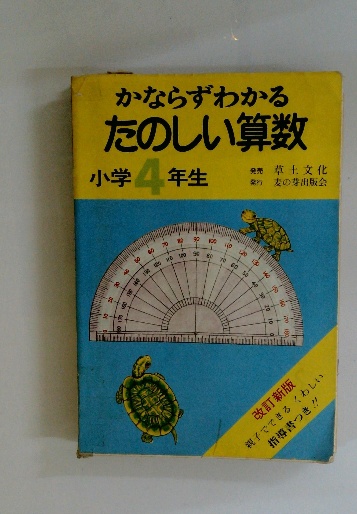 かならずわかる
たのしい算数
小学4年生
発売 草土文化
発行 麦の芽出版会
改訂新版
親子でできるくわしい
指導書つき!!